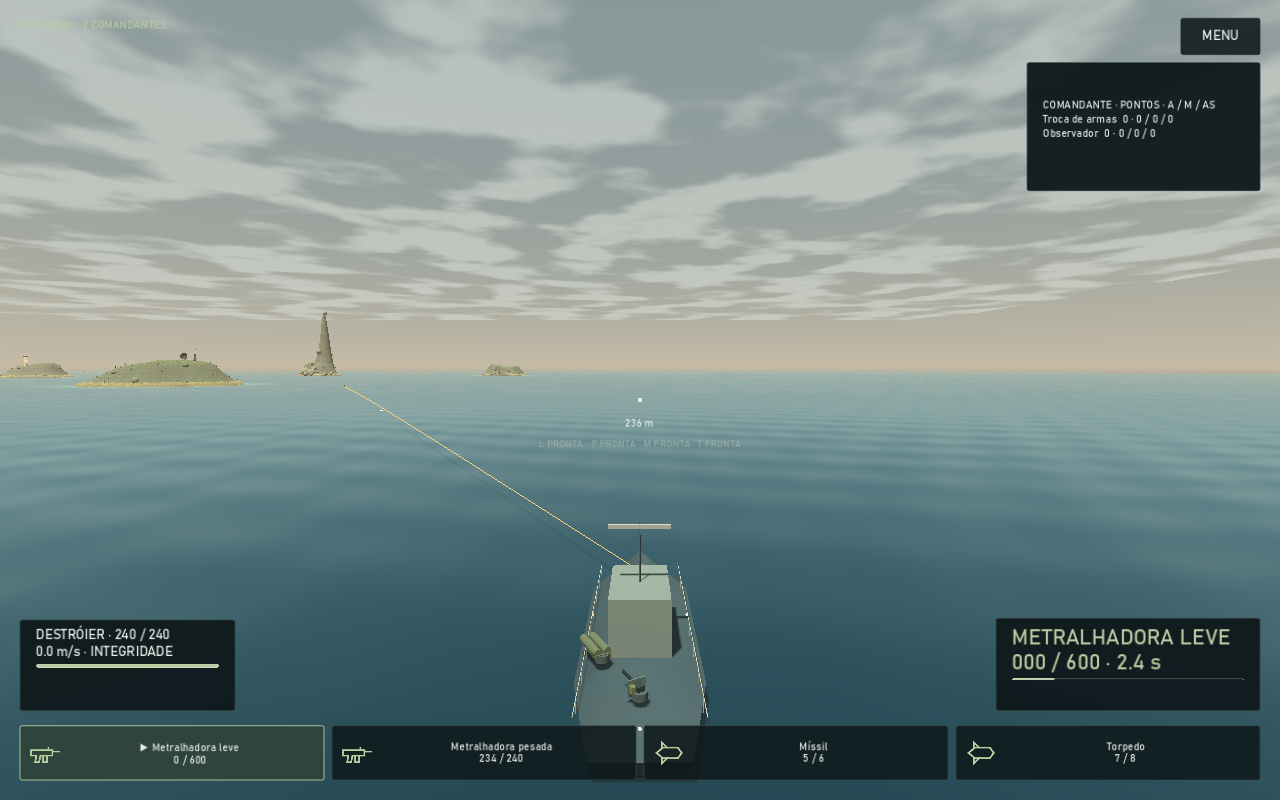 2 COMANDANTES
MENU
COMANDANTE · PONTOS · A / M / AS
Troca de armas 0 · 0 / 0 / 0
Observador 0 · 0 / 0 / 0
236 m
L PRONTA · P PRONTA · M PRONTA · T PRONTA
DESTRÓIER · 240 / 240
0.0 m/s · INTEGRIDADE
METRALHADORA LEVE
000 / 600 · 2.4 s
▶ Metralhadora leve
0 / 600
Metralhadora pesada
234 / 240
Míssil
5 / 6
Torpedo
7 / 8